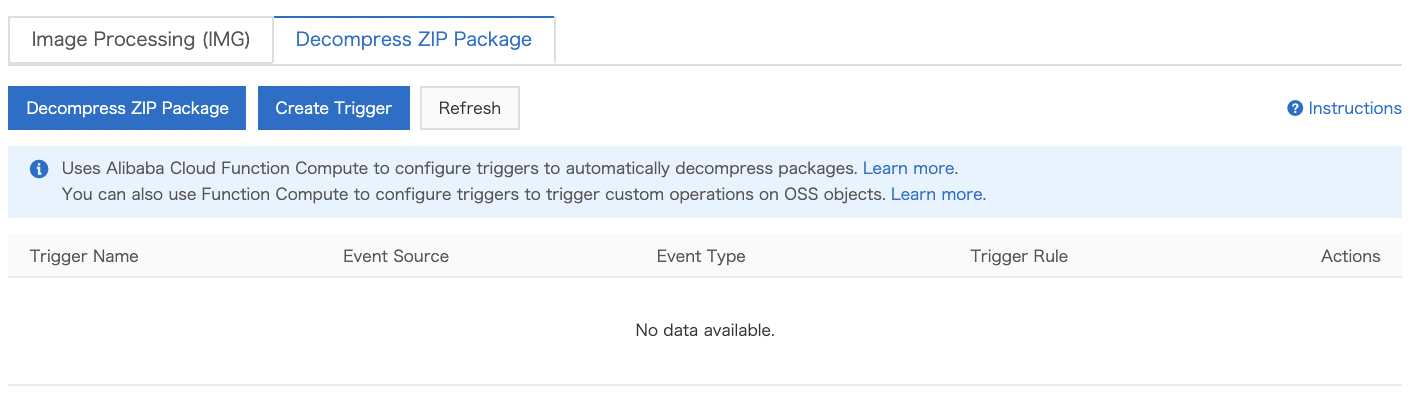 Image Processing (IMG) Decompress ZIP Package
Decompress ZIP Package Create Trigger Refresh Instructions
Uses Alibaba Cloud Function Compute to configure triggers to automatically decompress packages. Learn more.
You can also use Function Compute to configure triggers to trigger custom operations on OSS objects. Learn more.
Trigger Name Event Source Event Type Trigger Rule Actions
No data available.